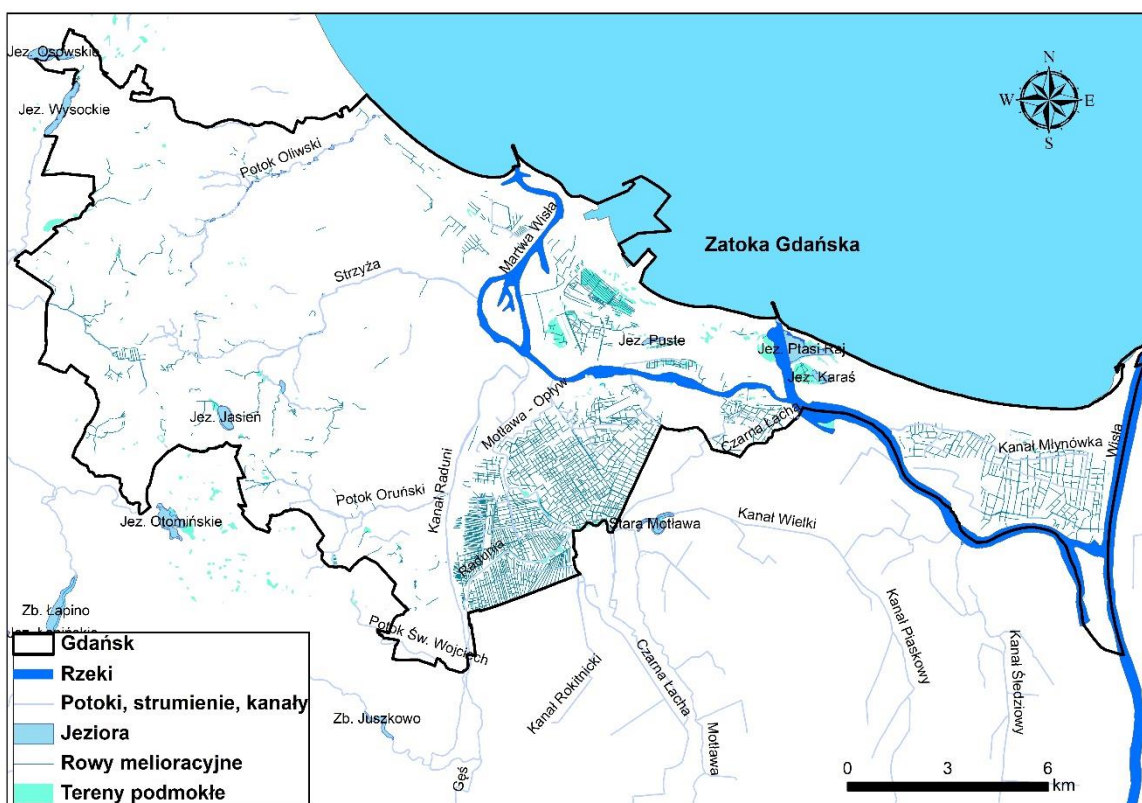 Jez. Osowskie
Jez. Wysockie
N
W
E
S
Potok Oliwski
Martwa Wisła
Zatoka Gdańska
Strzyża
Jez. Puste
Jez. Ptasi Raj
Jez. Karaś
Jez. Jasień
Motława - Opływ
Czarna Łacha
Kanał Młynówka
Wisła
Kanał Raduni
Potok Oruński
Jez. Otomińskie
Radunia
Stara Motława
Kanał Wielki
Zb. Łapino
Jez. Łapińskie
Potok Św. Wojciech
Kanał Rokitnicki
Czarna Łacha
Motława
Kanał Piaskowy
Kanał Śledziowy
Zb. Juszkowo
Gęś
Gdańsk
Rzeki
Potoki, strumienie, kanały
Jeziora
Rowy melioracyjne
Tereny podmokłe
0 3 6
km